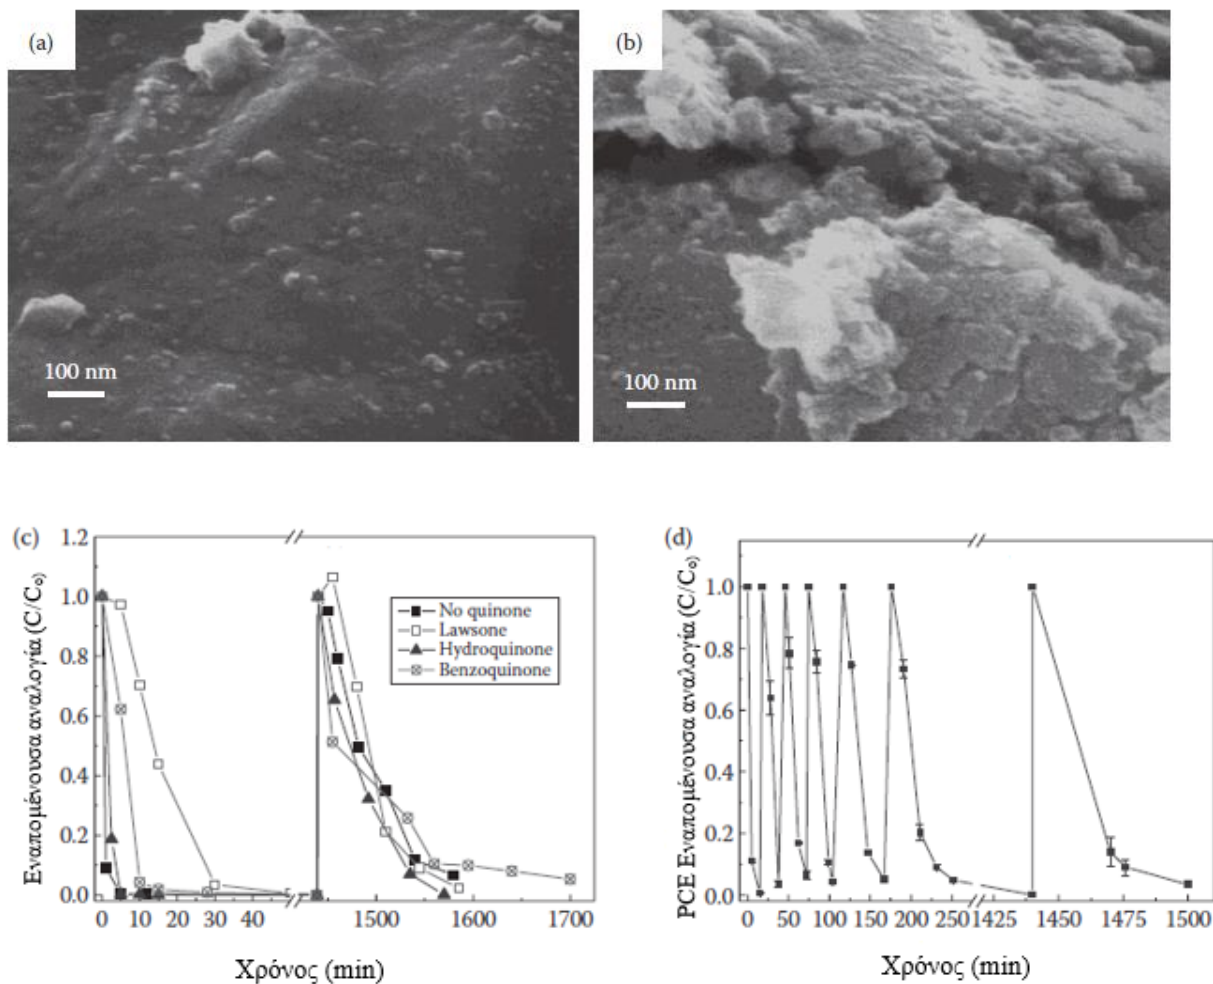 (a)
100 nm
(b)
100 nm
(c)
Εναπομένουσα αναλογία (C/C₀)
1.2
1.0
0.8
0.6
0.4
0.2
0.0
No quinone
Lawsone
Hydroquinone
Benzoquinone
0 10 20 30 40 1500 1600 1700
Χρόνος (min)
(d)
PCE Εναπομένουσα αναλογία (C/C₀)
1.0
0.8
0.6
0.4
0.2
0.0
0 50 100 150 200 250 1425 1450 1475 1500
Χρόνος (min)